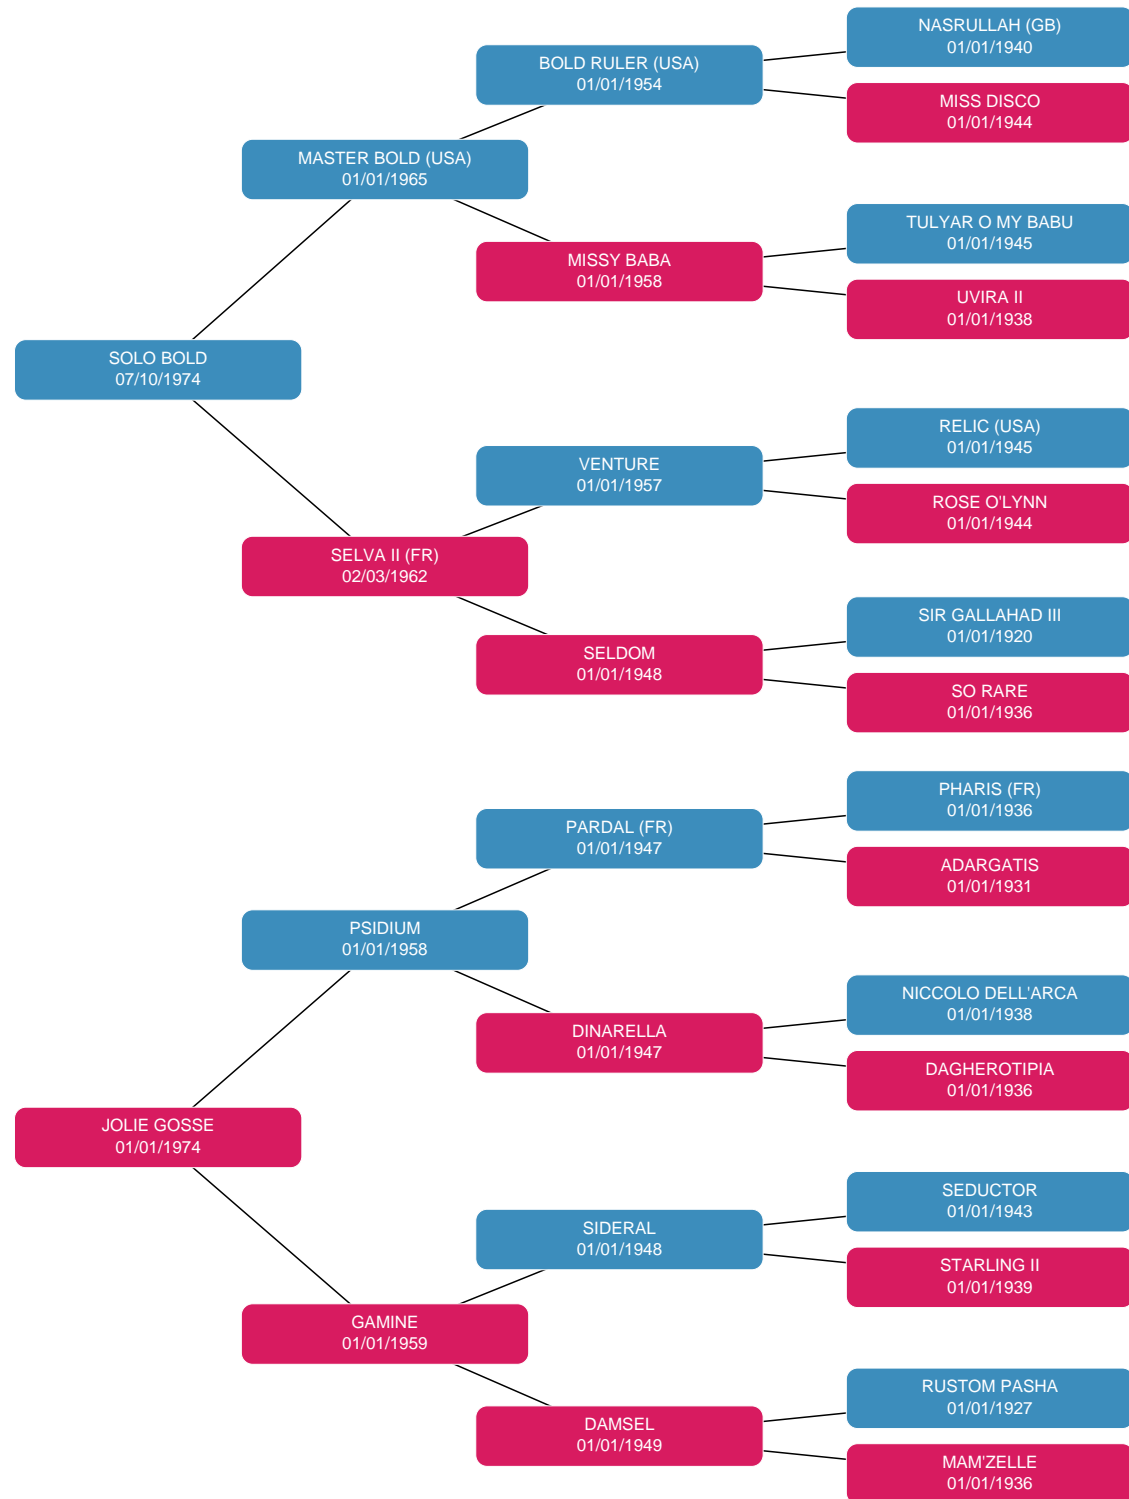 NASRULLAH (GB)
01/01/1940
BOLD RULER (USA)
01/01/1954
MISS DISCO
01/01/1944
MASTER BOLD (USA)
01/01/1965
TULYAR O MY BABU
01/01/1945
MISSY BABA
01/01/1958
UVIRA II
01/01/1938
SOLO BOLD
07/10/1974
RELIC (USA)
01/01/1945
VENTURE
01/01/1957
ROSE O'LYNN
01/01/1944
SELVA II (FR)
02/03/1962
SIR GALLAHAD III
01/01/1920
SELDOM
01/01/1948
SO RARE
01/01/1936
PHARIS (FR)
01/01/1936
PARDAL (FR)
01/01/1947
ADARGATIS
01/01/1931
PSIDIUM
01/01/1958
NICCOLO DELL'ARCA
01/01/1938
DINARELLA
01/01/1947
DAGHEROTIPIA
01/01/1936
JOLIE GOSSE
01/01/1974
SEDUCTOR
01/01/1943
SIDERAL
01/01/1948
STARLING II
01/01/1939
GAMINE
01/01/1959
RUSTOM PASHA
01/01/1927
DAMSEL
01/01/1949
MAM'ZELLE
01/01/1936